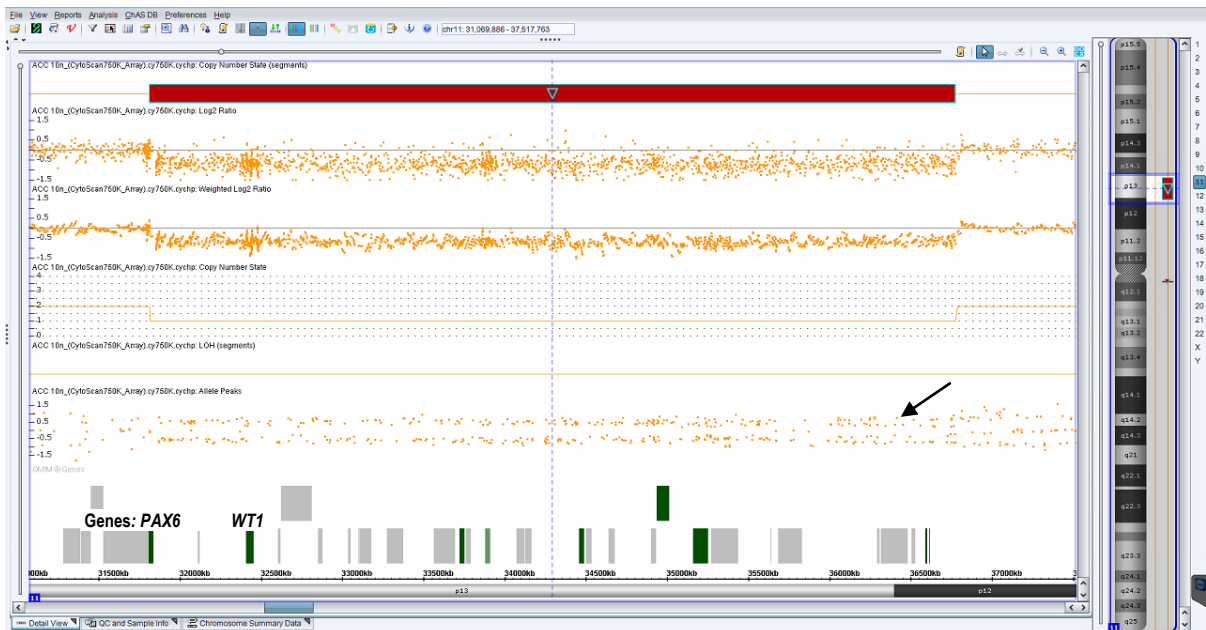 File View Reports Analysis ChAS DB Preferences Help
chr11: 31,069,886 - 37,517,763
ACC 10n_(CytoScan750K_Array).cy750K.cychp: Copy Number State (segments)
ACC 10n_(CytoScan750K_Array).cy750K.cychp: Log2 Ratio
1.5
0.5
-0.5
-1.5
ACC 10n_(CytoScan750K_Array).cy750K.cychp: Weighted Log2 Ratio
1.5
0.5
-0.5
-1.5
ACC 10n_(CytoScan750K_Array).cy750K.cychp: Copy Number State
4
3
2
1
0
ACC 10n_(CytoScan750K_Array).cy750K.cychp: LOH (segments)
ACC 10n_(CytoScan750K_Array).cy750K.cychp: Allele Peaks
1.5
0.5
-0.5
-1.5
OMIM ® Genes
Genes: PAX6 WT1
31500kb 32000kb 32500kb 33000kb 33500kb 34000kb 34500kb 35000kb 35500kb 36000kb 36500kb 37000kb
11 p13 p12
Detail View QC and Sample Info Chromosome Summary Data
p15.5
p15.4
p15.2
p15.1
p14.3
p14.1
p13
p12
p11.2
p11.12
q12.1
q13.1
q13.2
q13.4
q14.1
q14.2
q14.3
q21
q22.1
q22.3
q23.3
q24.1
q24.2
q24.3
q25
11
1
2
3
4
5
6
7
8
9
10
11
12
13
14
15
16
17
18
19
20
21
22
X
Y